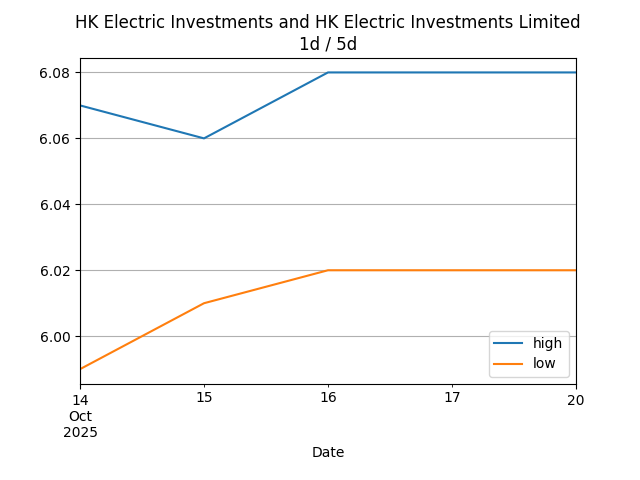 HK Electric Investments and HK Electric Investments Limited
1d / 5d
6.08
6.06
6.04
6.02
6.00
high
low
14
Oct
2025
15
16
17
20
Date